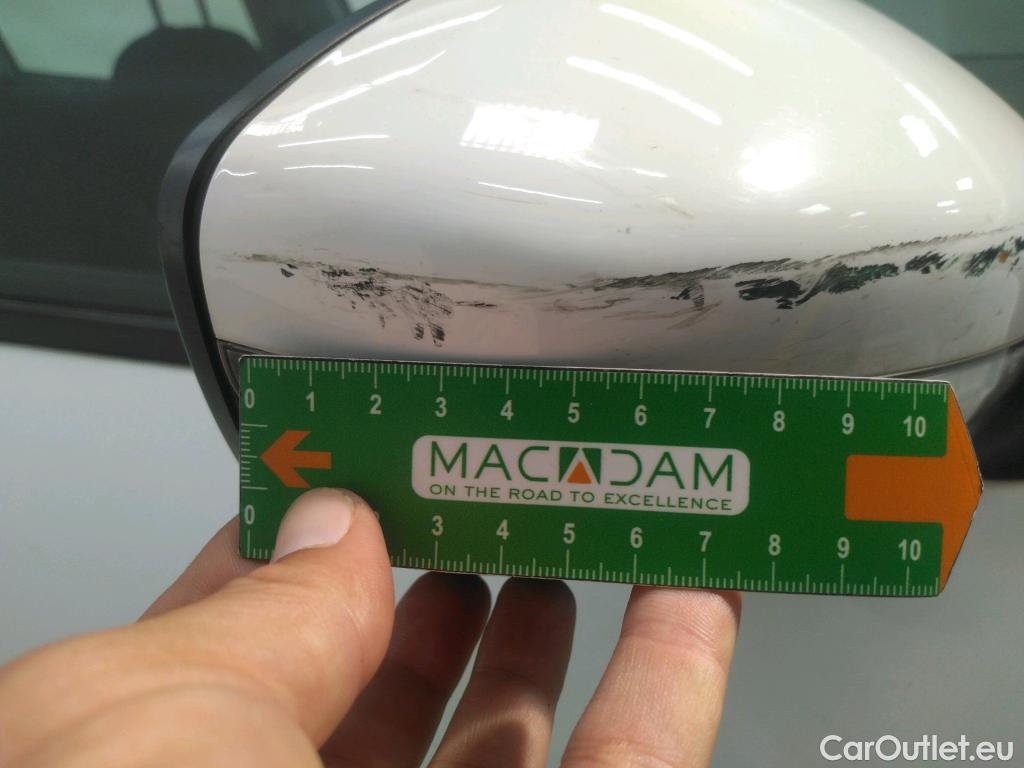 0 1 2 3 4 5 6 7 8 9 10
MACADAM
ON THE ROAD TO EXCELLENCE
0 3 4 5 6 7 8 9 10
CarOutlet.eu